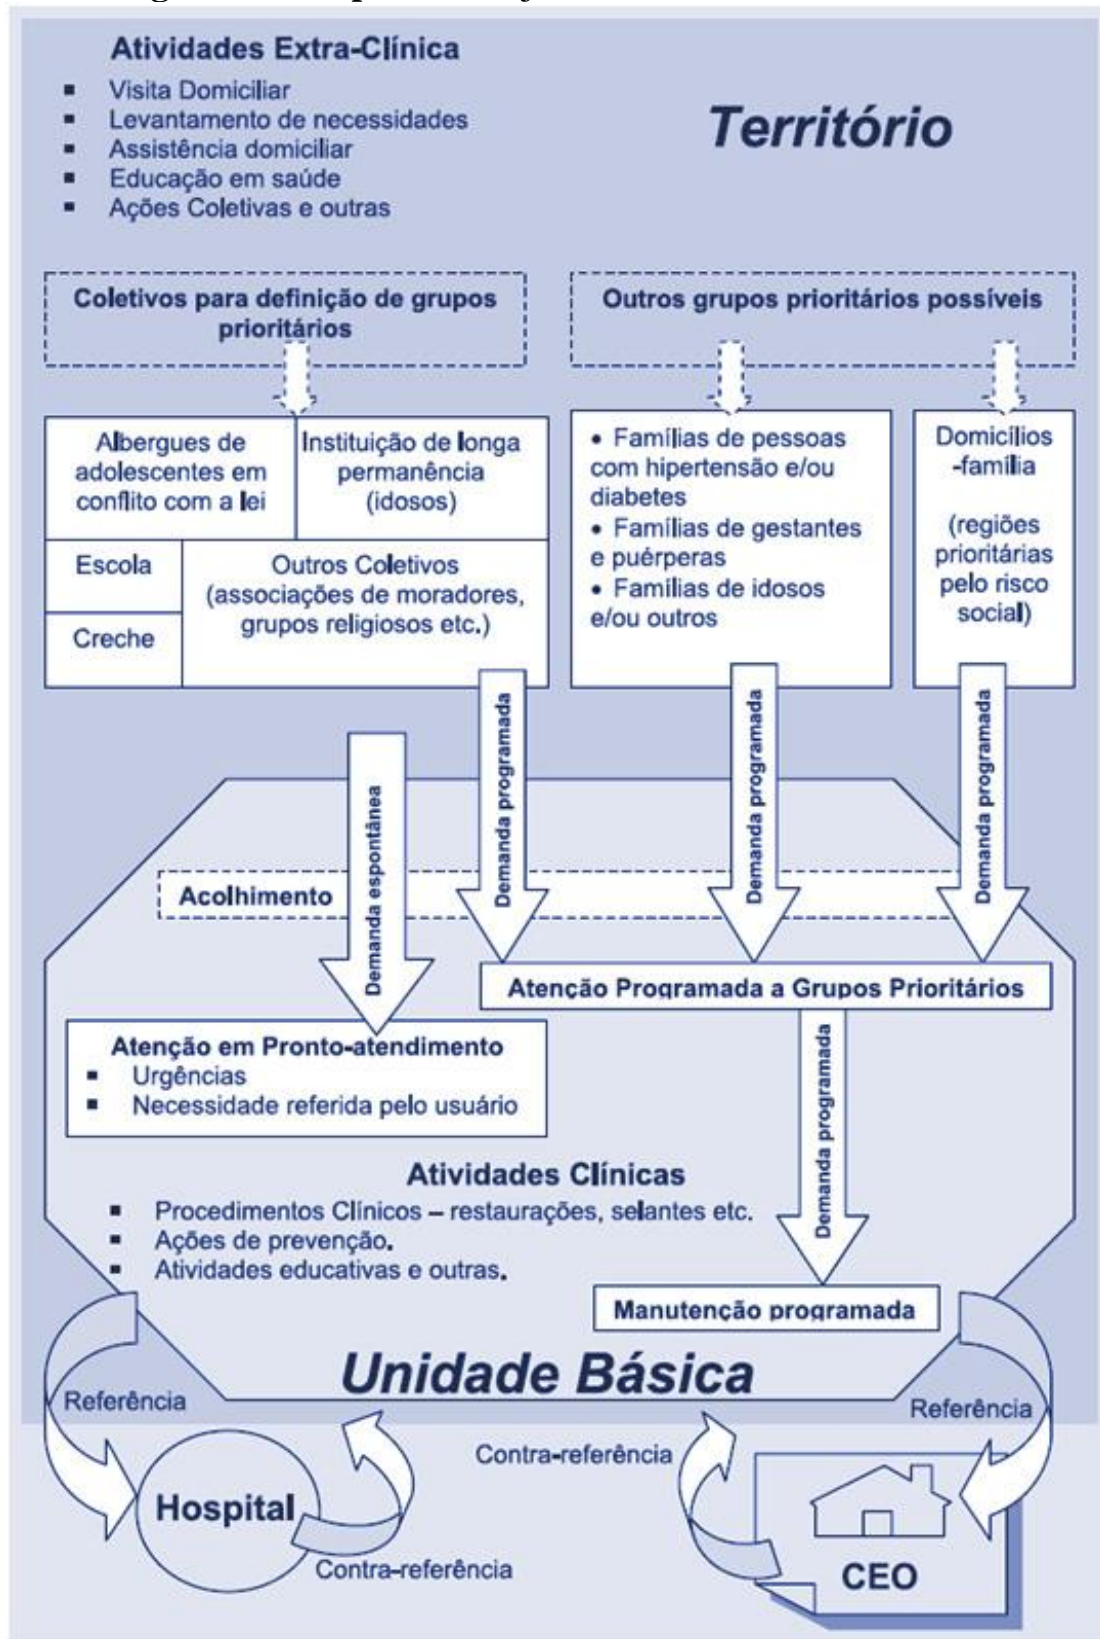 Atividades Extra-Clínica
▪ Visita Domiciliar
▪ Levantamento de necessidades
▪ Assistência domiciliar
▪ Educação em saúde
▪ Ações Coletivas e outras
Território
Coletivos para definição de grupos
prioritários
Outros grupos prioritários possíveis
Albergues de
adolescentes em
conflito com a lei
Instituição de longa
permanência
(idosos)
Escola
Creche
Outros Coletivos
(associações de moradores,
grupos religiosos etc.)
• Famílias de pessoas
com hipertensão e/ou
diabetes
• Famílias de gestantes
e puérperas
• Famílias de idosos
e/ou outros
Domicílios
-família
(regiões
prioritárias
pelo risco
social)
Demanda espontânea
Demanda programada
Demanda programada
Demanda programada
Acolhimento
Atenção Programada a Grupos Prioritários
Atenção em Pronto-atendimento
▪ Urgências
▪ Necessidade referida pelo usuário
Demanda programada
Atividades Clínicas
▪ Procedimentos Clínicos – restaurações, selantes etc.
▪ Ações de prevenção.
▪ Atividades educativas e outras.
Manutenção programada
Unidade Básica
Referência
Referência
Contra-referência
Hospital
Contra-referência
CEO